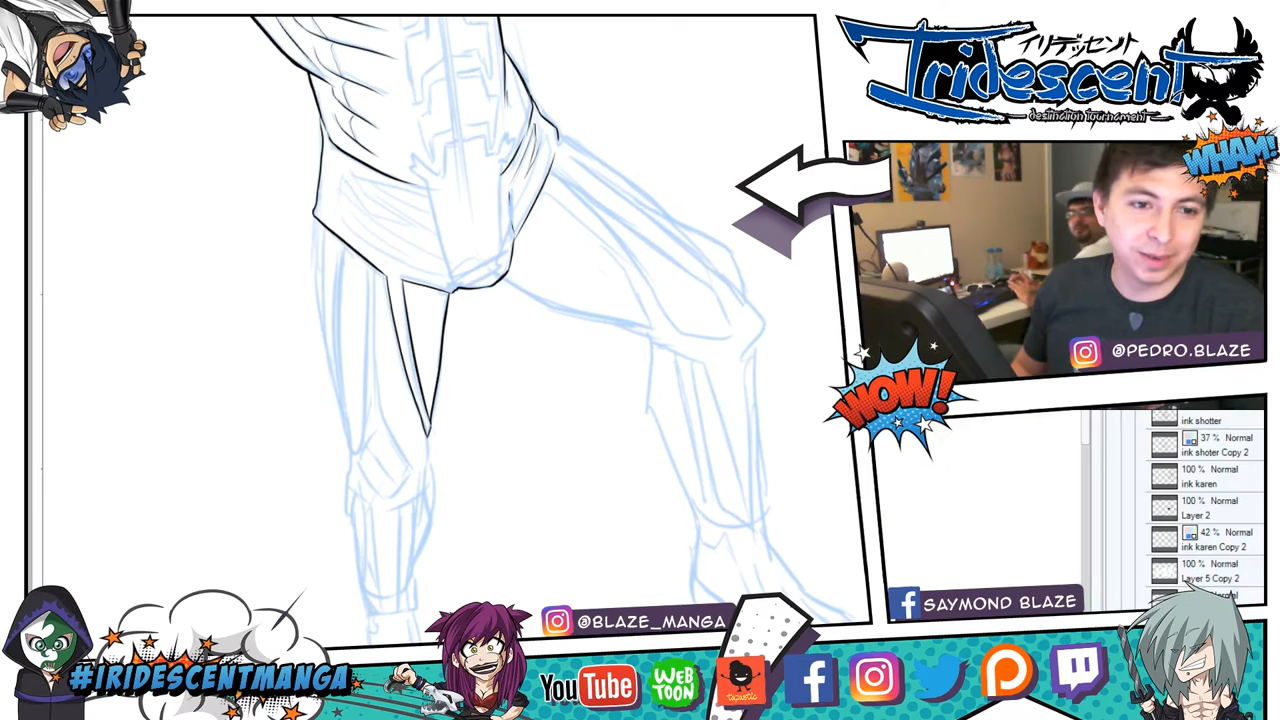 イリデッセント
Iridescent
destination tournament
WHAM!
@PEDRO.BLAZE
WOW!
ink shotter
37 % Normal
ink shoter Copy 2
100 % Normal
ink karen
100 % Normal
Layer 2
42 % Normal
ink karen Copy 2
100 % Normal
Layer 5 Copy 2
Normal
f SAYMOND BLAZE
@BLAZE_MANGA
#IRIDESCENTMANGA
YouTube
WEB
TOON
tapastic
f